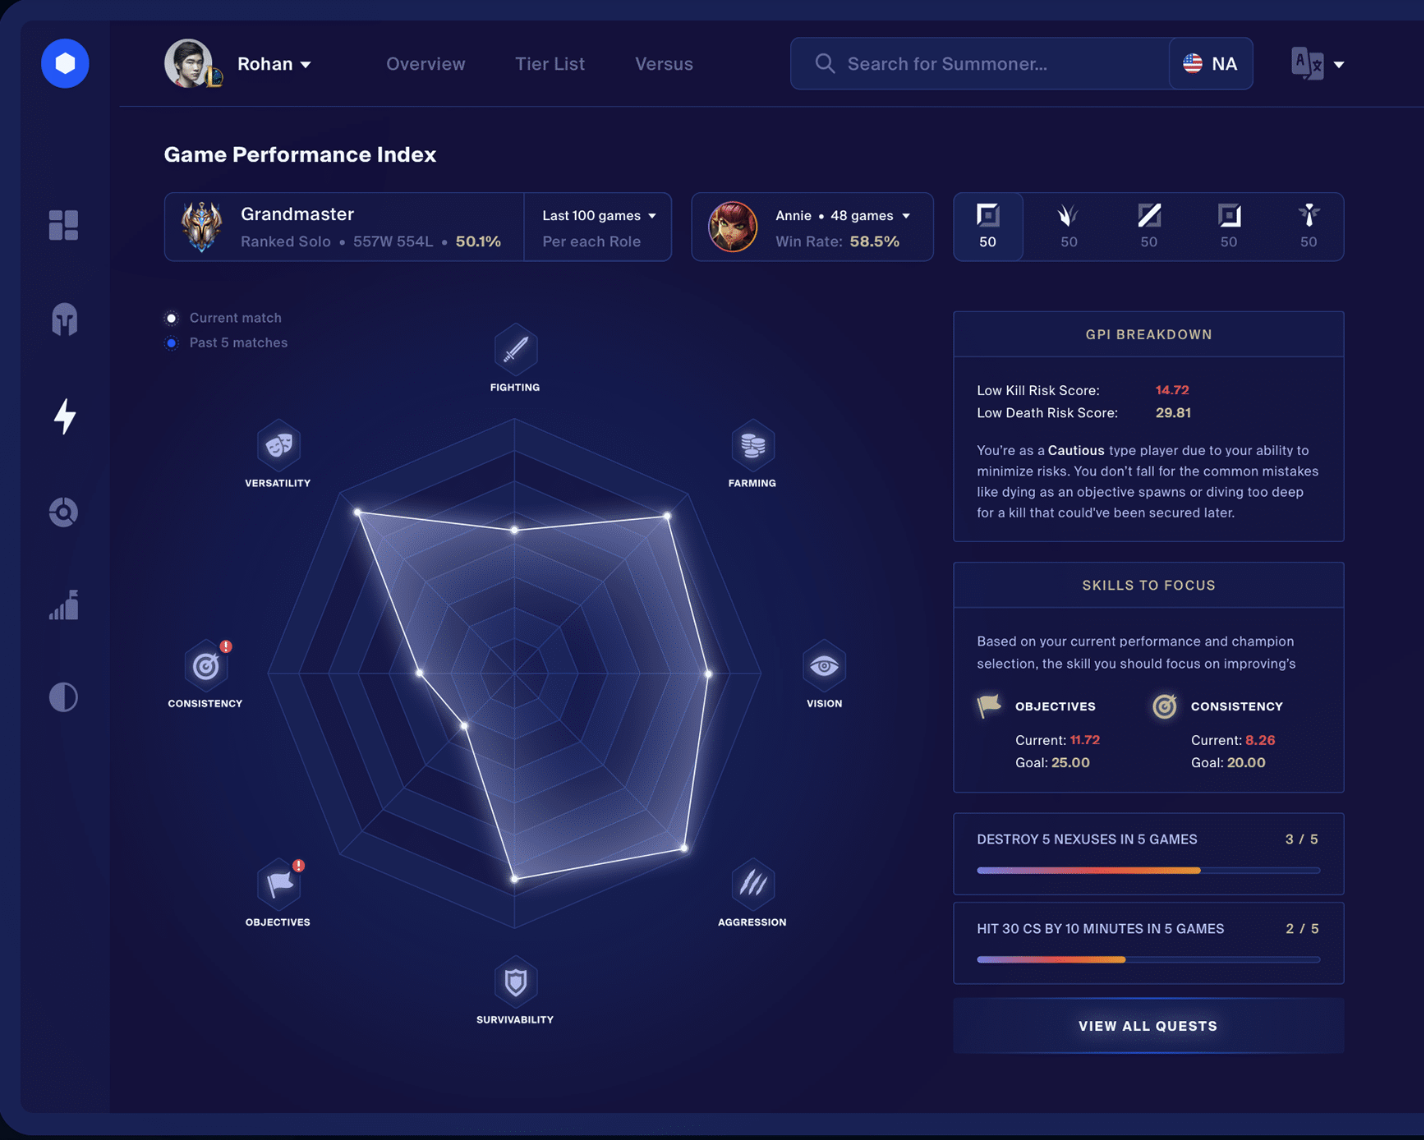 Rohan
Overview
Tier List
Versus
Search for Summoner...
NA
Game Performance Index
Grandmaster
Ranked Solo • 557W 554L • 50.1%
Last 100 games
Per each Role
Annie • 48 games
Win Rate: 58.5%
50
50
50
50
50
Current match
Past 5 matches
FIGHTING
VERSATILITY
FARMING
CONSISTENCY
VISION
OBJECTIVES
AGGRESSION
SURVIVABILITY
GPI BREAKDOWN
Low Kill Risk Score: 14.72
Low Death Risk Score: 29.81
You're as a Cautious type player due to your ability to
minimize risks. You don't fall for the common mistakes
like dying as an objective spawns or diving too deep
for a kill that could've been secured later.
SKILLS TO FOCUS
Based on your current performance and champion
selection, the skill you should focus on improving's
OBJECTIVES
Current: 11.72
Goal: 25.00
CONSISTENCY
Current: 8.26
Goal: 20.00
DESTROY 5 NEXUSES IN 5 GAMES 3 / 5
HIT 30 CS BY 10 MINUTES IN 5 GAMES 2 / 5
VIEW ALL QUESTS